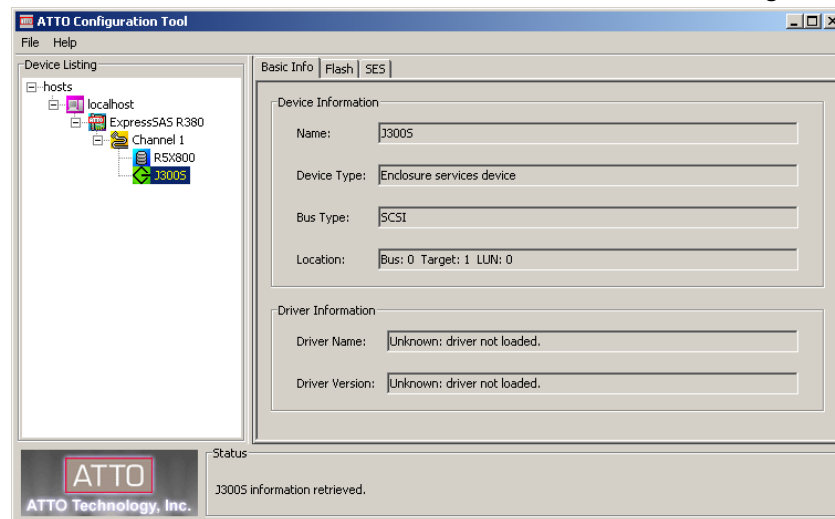 ATTO Configuration Tool
File Help
Device Listing
hosts
localhost
ExpressSAS R380
Channel 1
R5X800
J300S
Basic Info Flash SES
Device Information
Name: J300S
Device Type: Enclosure services device
Bus Type: SCSI
Location: Bus: 0 Target: 1 LUN: 0
Driver Information
Driver Name: Unknown: driver not loaded.
Driver Version: Unknown: driver not loaded.
ATTO
ATTO Technology, Inc.
Status
J300S information retrieved.